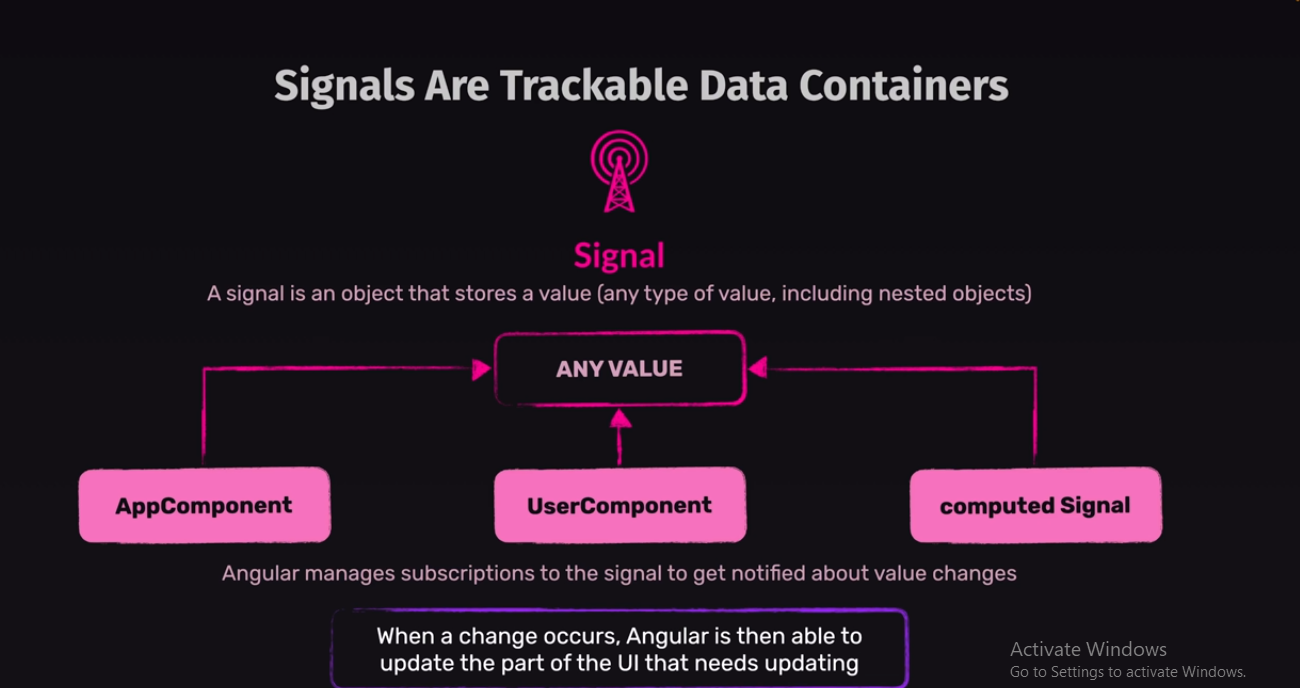 Signals Are Trackable Data Containers
Signal
A signal is an object that stores a value (any type of value, including nested objects)
ANY VALUE
AppComponent
UserComponent
computed Signal
Angular manages subscriptions to the signal to get notified about value changes
When a change occurs, Angular is then able to
update the part of the UI that needs updating
Activate Windows
Go to Settings to activate Windows.